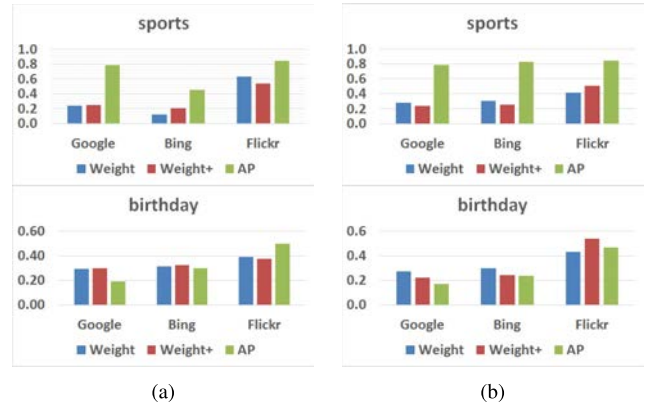 sports
1.0
0.8
0.6
0.4
0.2
0.0
Google Bing Flickr
Weight Weight+ AP
birthday
0.60
0.40
0.20
0.00
Google Bing Flickr
Weight Weight+ AP
(a)
sports
1.0
0.8
0.6
0.4
0.2
0.0
Google Bing Flickr
Weight Weight+ AP
birthday
0.6
0.4
0.2
0.0
Google Bing Flickr
Weight Weight+ AP
(b)